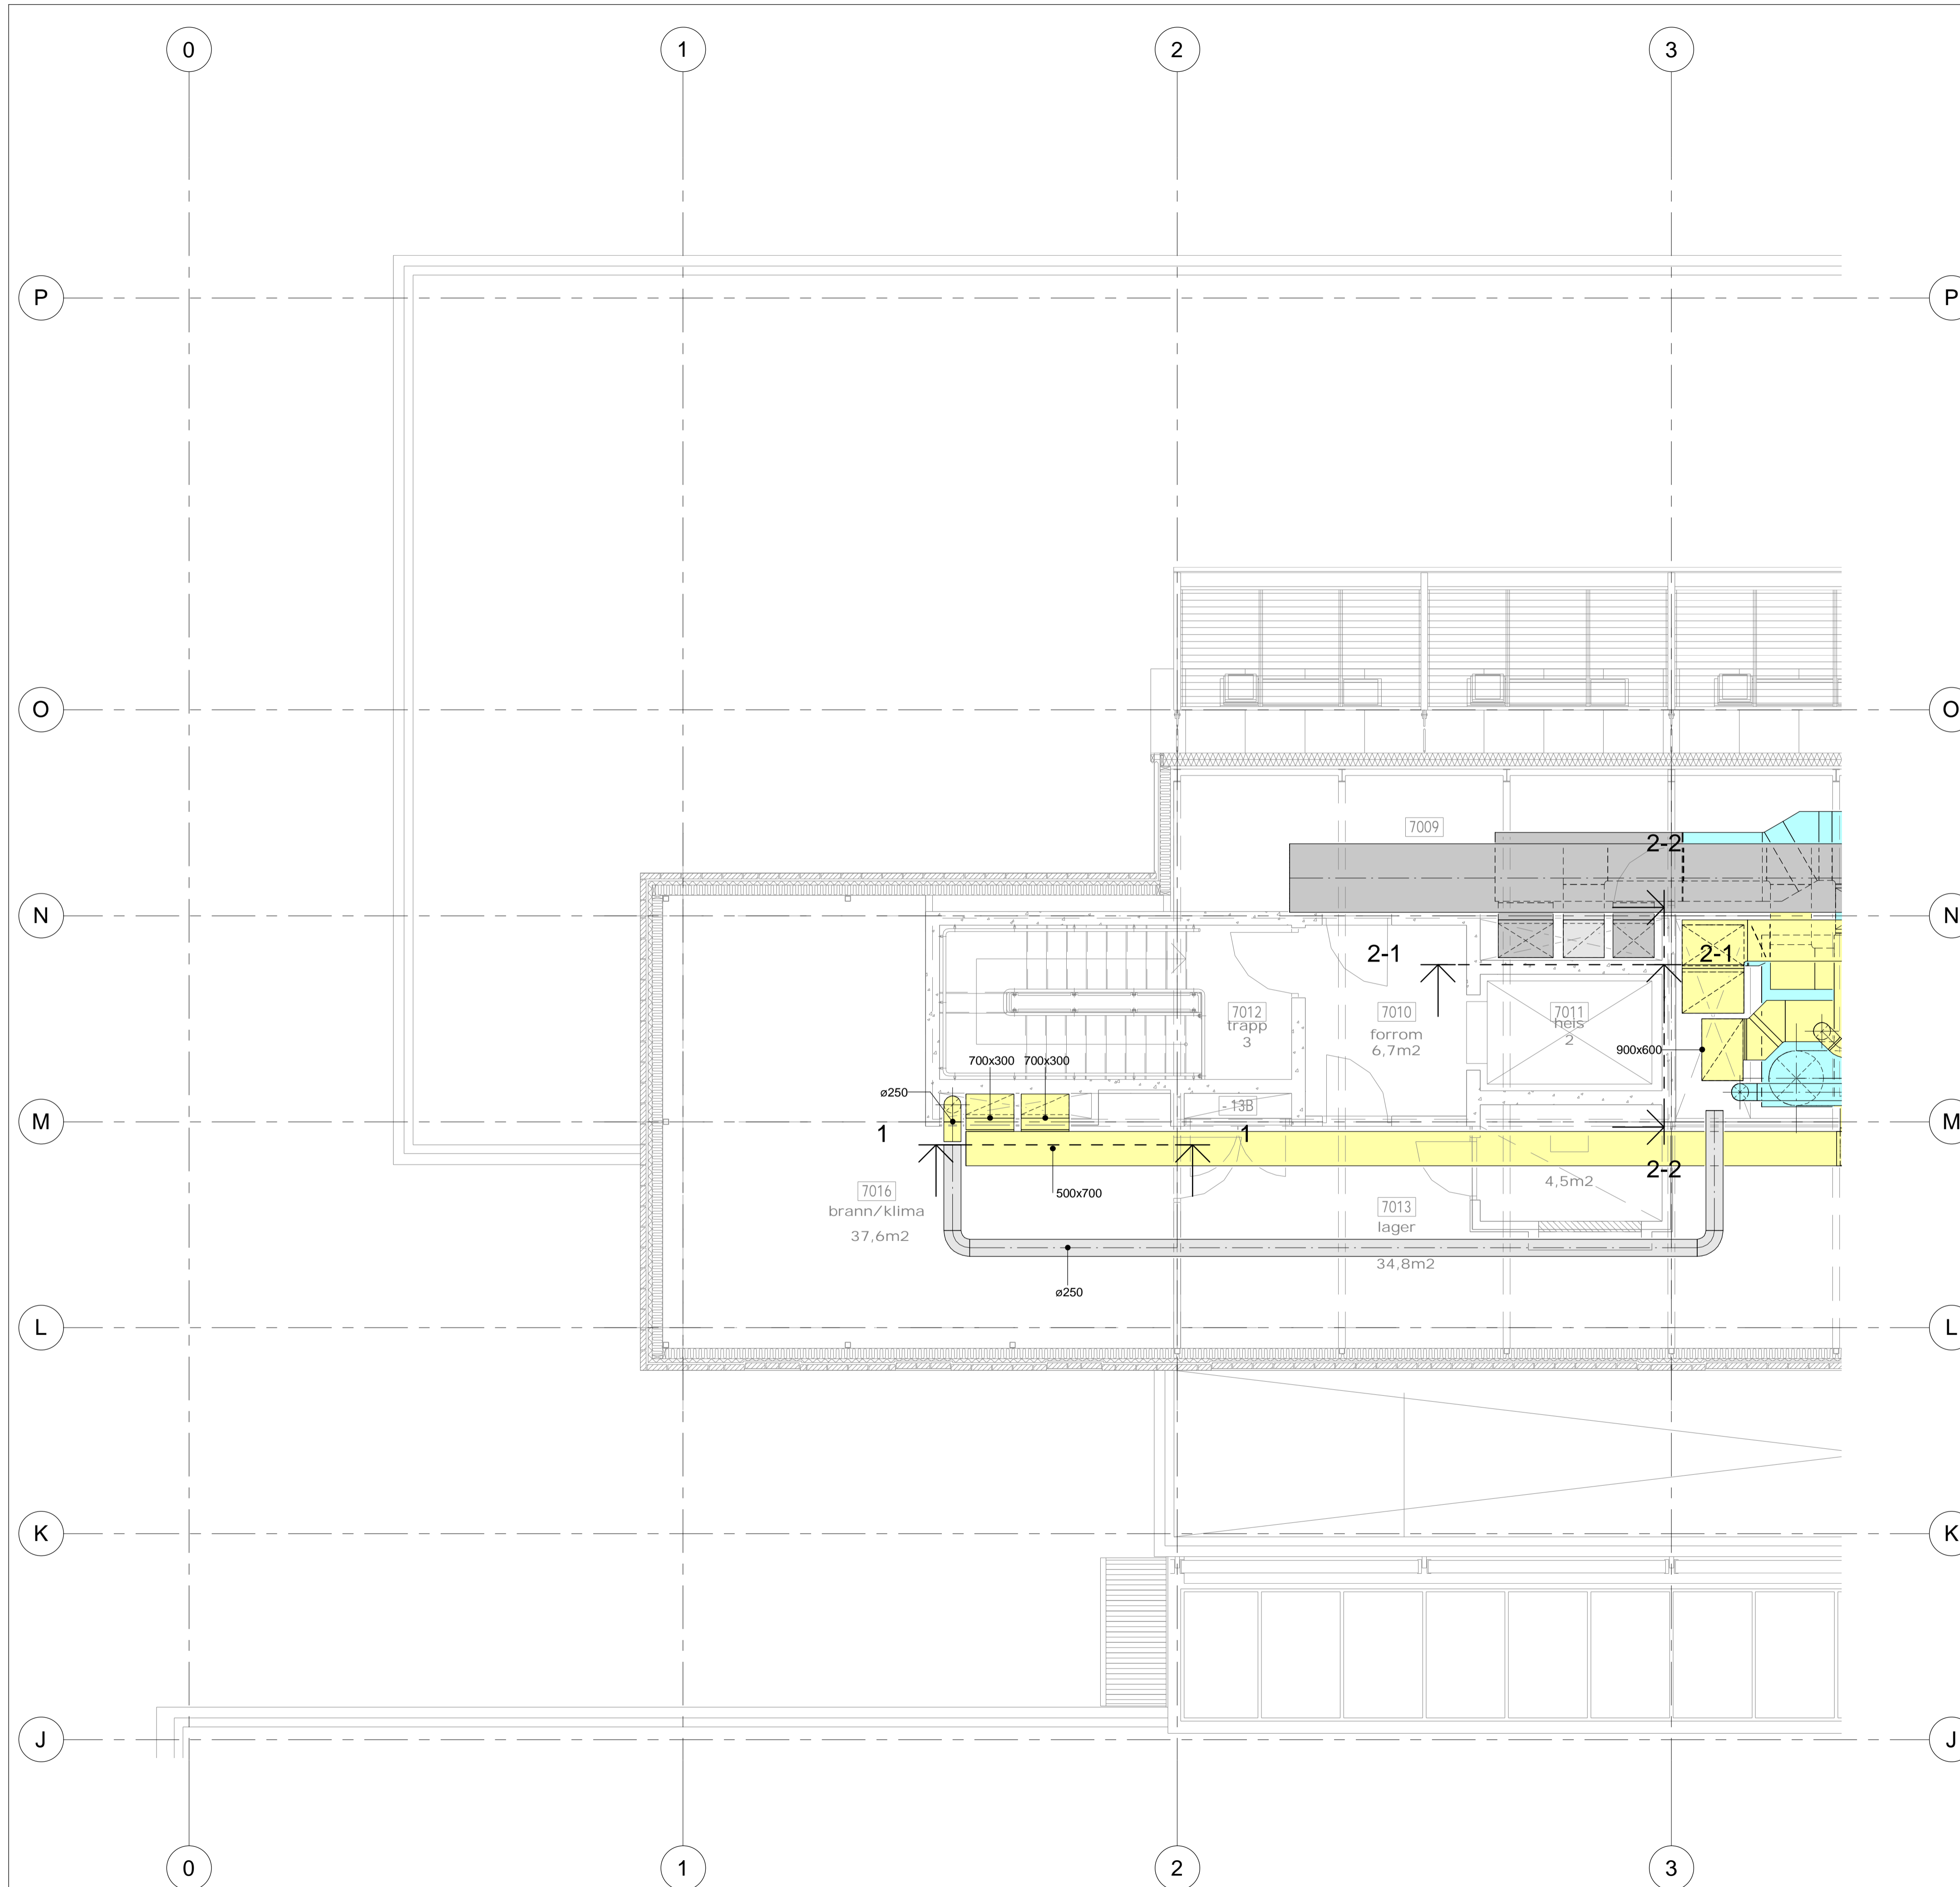 0 1 2 3
P P
O O
7009
2-2
N N
2-1 2-1
7012
trapp
3
7010
forrom
6,7m2
7011
heis
2
900x600
700x300 700x300
ø250
- 13B
M M
1 1
2-2
4,5m2
500x700
7016
brann/klima
37,6m2
7013
lager
34,8m2
ø250
L L
K K
J J
0 1 2 3